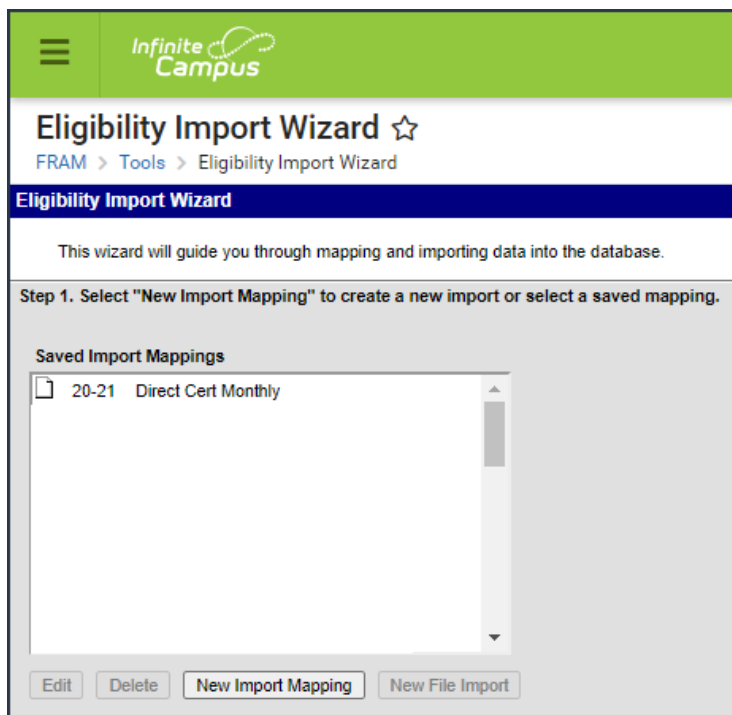 Infinite
Campus
Eligibility Import Wizard
FRAM > Tools > Eligibility Import Wizard
Eligibility Import Wizard
This wizard will guide you through mapping and importing data into the database.
Step 1. Select "New Import Mapping" to create a new import or select a saved mapping.
Saved Import Mappings
20-21 Direct Cert Monthly
Edit Delete New Import Mapping New File Import